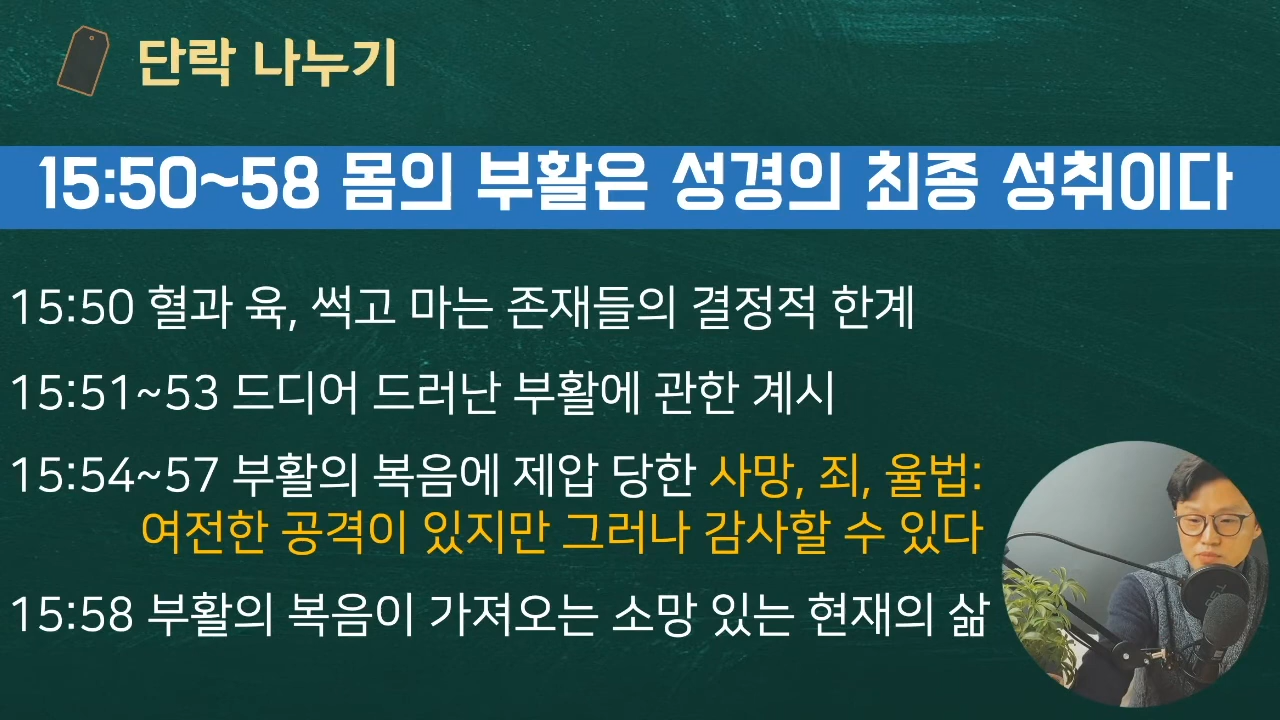 단락 나누기
15:50~58 몸의 부활은 성경의 최종 성취이다
15:50 혈과 육, 썩고 마는 존재들의 결정적 한계
15:51~53 드디어 드러난 부활에 관한 계시
15:54~57 부활의 복음에 제압 당한 사망, 죄, 율법:
여전한 공격이 있지만 그러나 감사할 수 있다
15:58 부활의 복음이 가져오는 소망 있는 현재의 삶